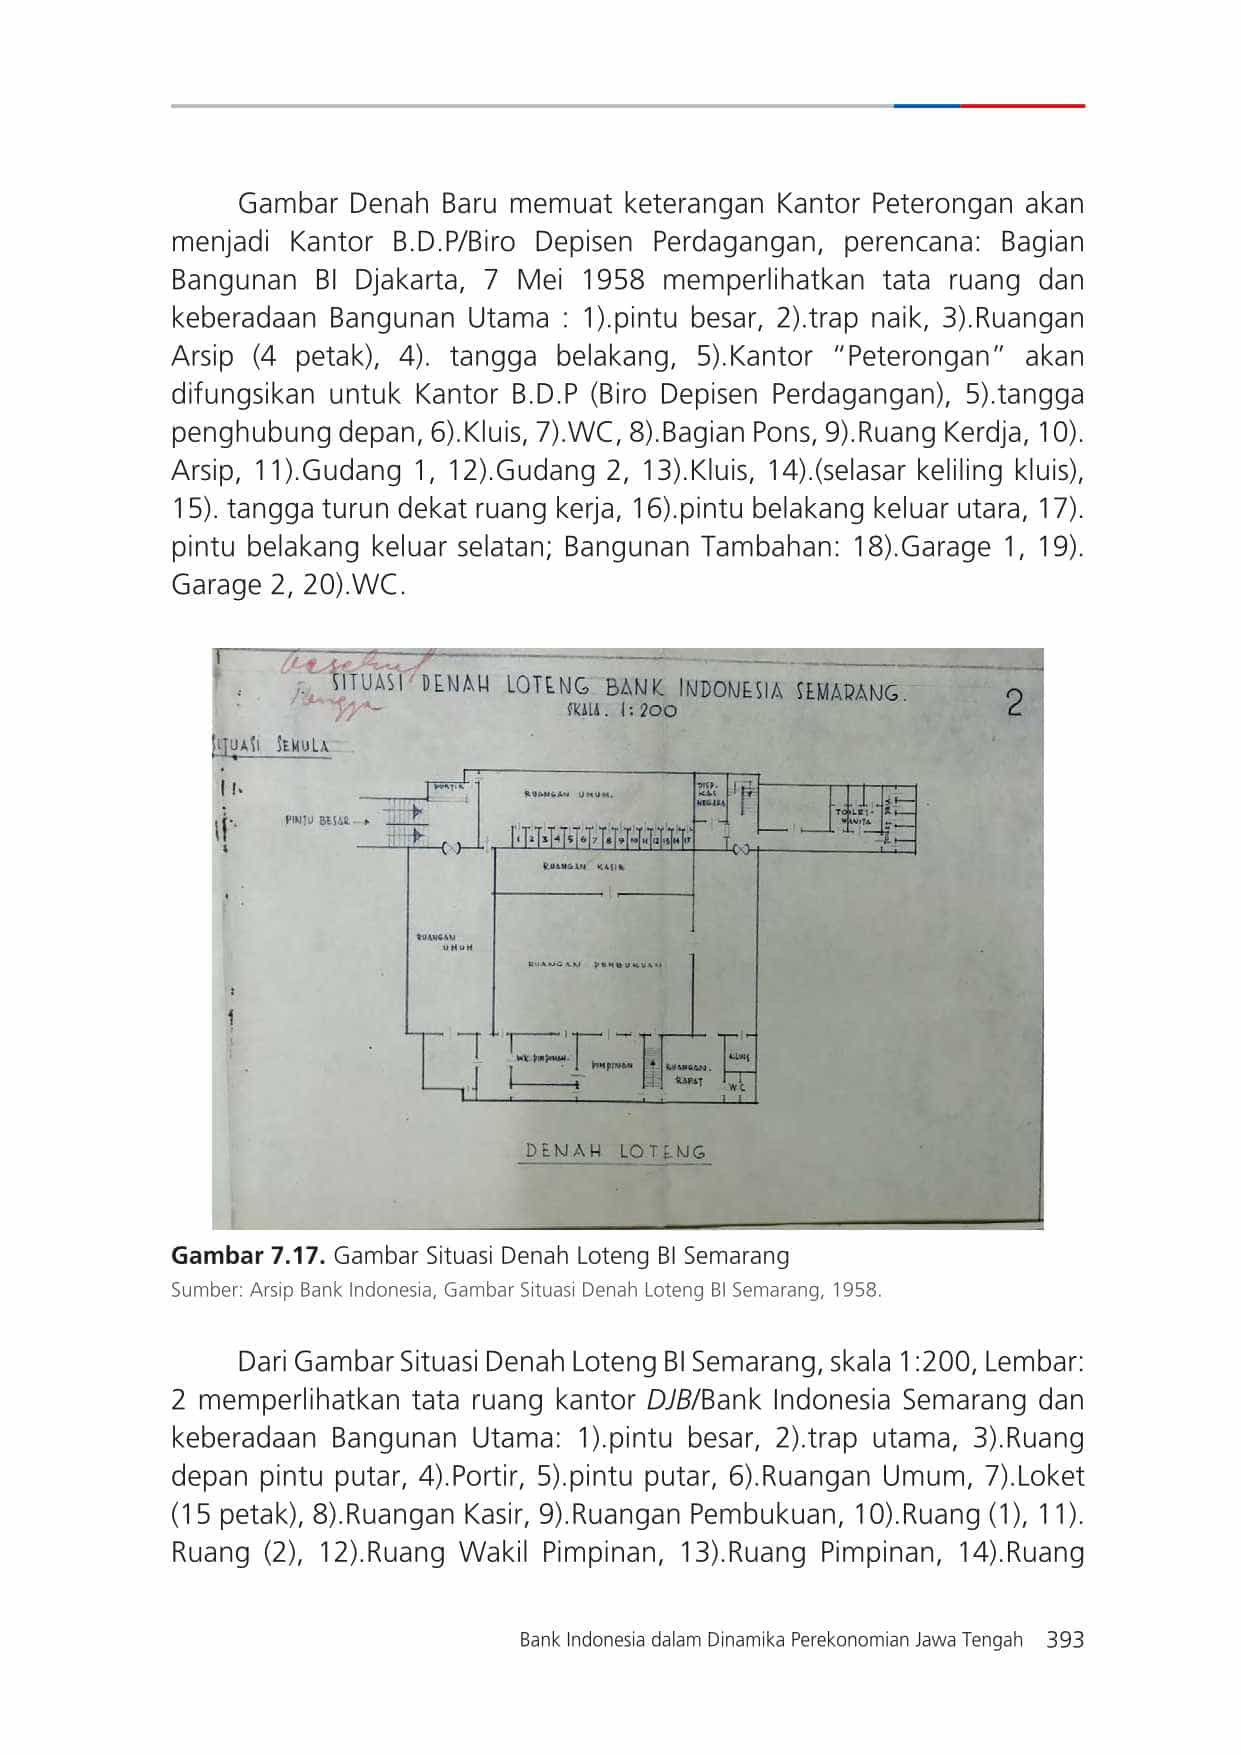 Gambar Denah Baru memuat keterangan Kantor Peterongan akan
menjadi Kantor B.D.P/Biro Depisen Perdagangan, perencana: Bagian
Bangunan BI Djakarta, 7 Mei 1958 memperlihatkan tata ruang dan
keberadaan Bangunan Utama : 1).pintu besar, 2).trap naik, 3).Ruangan
Arsip (4 petak), 4). tangga belakang, 5).Kantor “Peterongan” akan
difungsikan untuk Kantor B.D.P (Biro Depisen Perdagangan), 5).tangga
penghubung depan, 6).Kluis, 7).WC, 8).Bagian Pons, 9).Ruang Kerdja, 10).
Arsip, 11).Gudang 1, 12).Gudang 2, 13).Kluis, 14).(selasar keliling kluis),
15). tangga turun dekat ruang kerja, 16).pintu belakang keluar utara, 17).
pintu belakang keluar selatan; Bangunan Tambahan: 18).Garage 1, 19).
Garage 2, 20).WC.
SITUASI DENAH LOTENG BANK INDONESIA SEMARANG.
SKALA. 1:200
2
SITUASI SEMULA
PORTIR
RUANGAN UMUM.
DISP.
KAS
NEGARA
PINTU BESAR
TOILET
WANITA
1 2 3 4 5 6 7 8 9 10 11 12 13 14 15
RUANGAN KASIR
RUANGAN
UMUM
RUANGAN PEMBUKUAN
WK. PIMPINAN.
PIMPINAN
RUANGAN.
RAPAT
KLUIS
WC
DENAH LOTENG
Gambar 7.17. Gambar Situasi Denah Loteng BI Semarang
Sumber: Arsip Bank Indonesia, Gambar Situasi Denah Loteng BI Semarang, 1958.
Dari Gambar Situasi Denah Loteng BI Semarang, skala 1:200, Lembar:
2 memperlihatkan tata ruang kantor DJB/Bank Indonesia Semarang dan
keberadaan Bangunan Utama: 1).pintu besar, 2).trap utama, 3).Ruang
depan pintu putar, 4).Portir, 5).pintu putar, 6).Ruangan Umum, 7).Loket
(15 petak), 8).Ruangan Kasir, 9).Ruangan Pembukuan, 10).Ruang (1), 11).
Ruang (2), 12).Ruang Wakil Pimpinan, 13).Ruang Pimpinan, 14).Ruang
Bank Indonesia dalam Dinamika Perekonomian Jawa Tengah 393